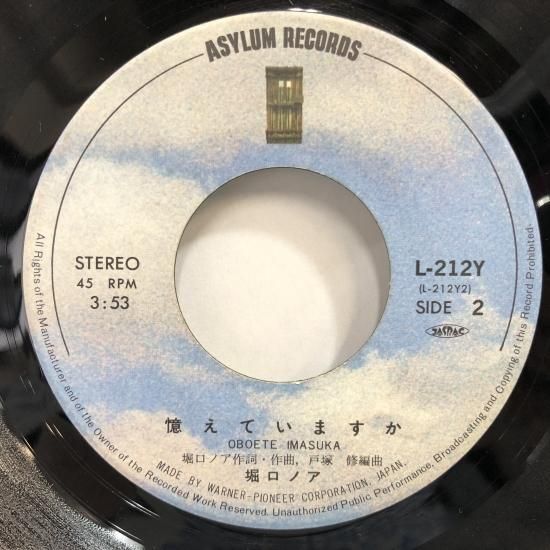 ASYLUM RECORDS
STEREO
45 RPM
3:53
L-212Y
(L-212Y2)
SIDE 2
JASRAC
憶えていますか
OBOETE IMASUKA
堀口ノア作詞・作曲, 戸塚 修編曲
堀口ノア
MADE BY WARNER-PIONEER CORPORATION, JAPAN.
All Rights of the Manufacturer and of the Owner of the Recorded Work Reserved. Unauthorized Public Performance, Broadcasting and Copying of this Record Prohibited.